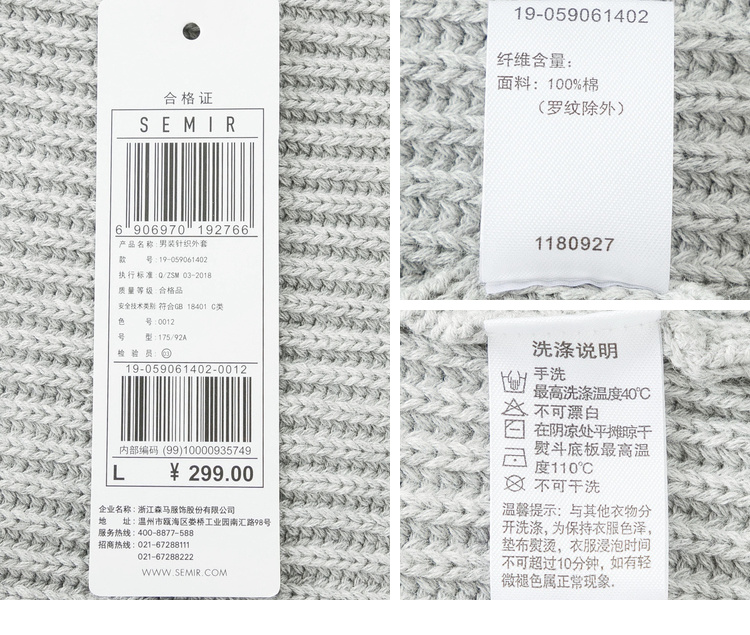 合格证
SEMIR
6 906970 192766
产品名称:男装针织外套
款 号:19-059061402
执行标准:Q/ZSM 03-2018
质量等级:合格品
安全技术类别:符合GB 18401 C类
色 号:0012
号 型:175/92A
检 验 员:03
19-059061402-0012
内部编码 (99)10000935749
L ¥ 299.00
企业名称:浙江森马服饰股份有限公司
地 址:温州市瓯海区娄桥工业园南汇路98号
服务热线:400-8877-588
招商热线:021-67288111
021-67288222
WWW.SEMIR.COM
19-059061402
纤维含量:
面料:100%棉
(罗纹除外)
1180927
洗涤说明
手洗
最高洗涤温度40℃
不可漂白
在阴凉处平摊晾干
熨斗底板最高温
度110℃
不可干洗
温馨提示:与其他衣物分
开洗涤,为保持衣服色泽,
垫布熨烫,衣服浸泡时间
不可超过10分钟,如有轻
微褪色属正常现象.